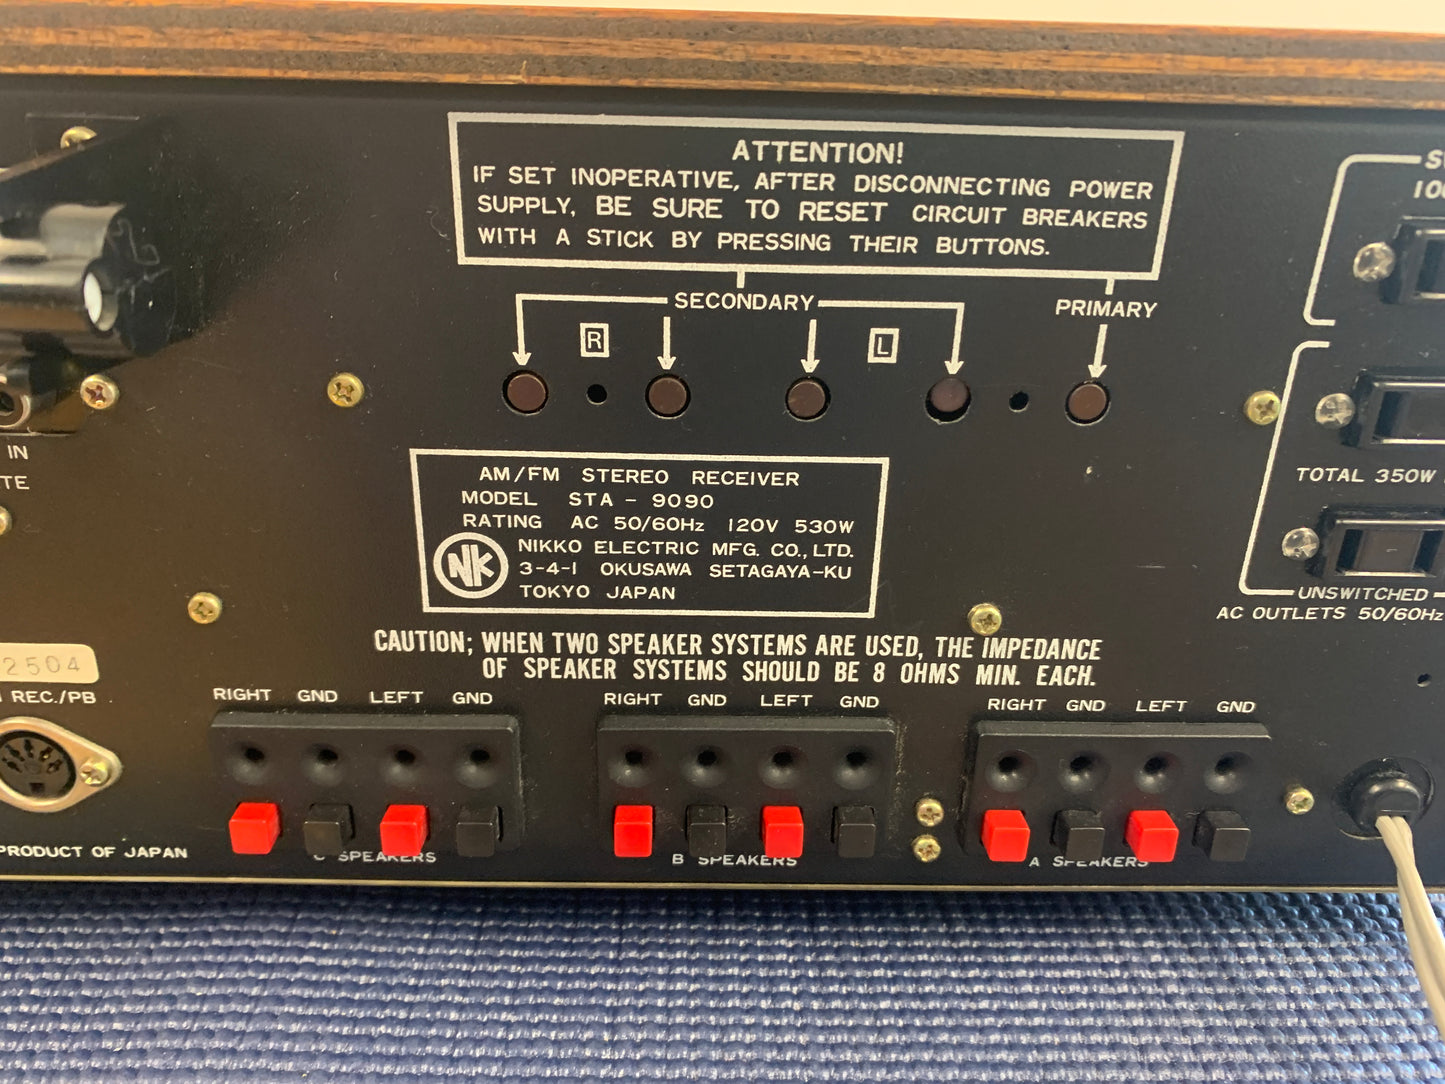 ATTENTION!
IF SET INOPERATIVE, AFTER DISCONNECTING POWER
SUPPLY, BE SURE TO RESET CIRCUIT BREAKERS
WITH A STICK BY PRESSING THEIR BUTTONS.
SECONDARY
PRIMARY
R
L
AM/FM STEREO RECEIVER
MODEL STA - 9090
RATING AC 50/60Hz 120V 530W
NK
NIKKO ELECTRIC MFG. CO., LTD.
3-4-1 OKUSAWA SETAGAYA-KU
TOKYO JAPAN
TOTAL 350W
UNSWITCHED
AC OUTLETS 50/60Hz
IN
CAUTION; WHEN TWO SPEAKER SYSTEMS ARE USED, THE IMPEDANCE
OF SPEAKER SYSTEMS SHOULD BE 8 OHMS MIN. EACH.
2504
REC./PB
RIGHT GND LEFT GND
RIGHT GND LEFT GND
RIGHT GND LEFT GND
C SPEAKERS
B SPEAKERS
A SPEAKERS
PRODUCT OF JAPAN